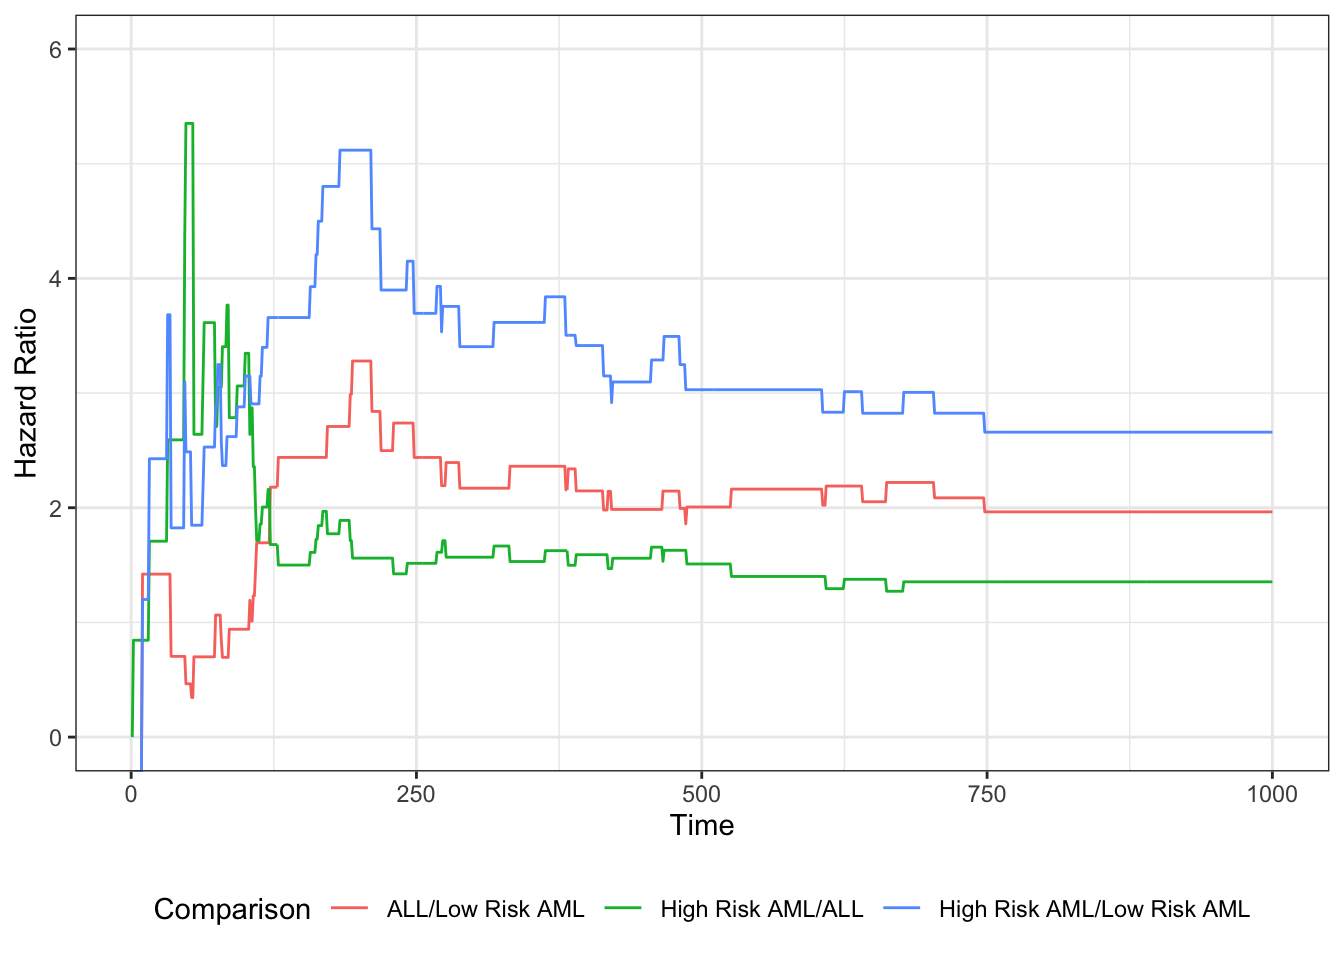 Hazard Ratio
6
4
2
0
0 250 500 750 1000
Time
Comparison ALL/Low Risk AML High Risk AML/ALL High Risk AML/Low Risk AML